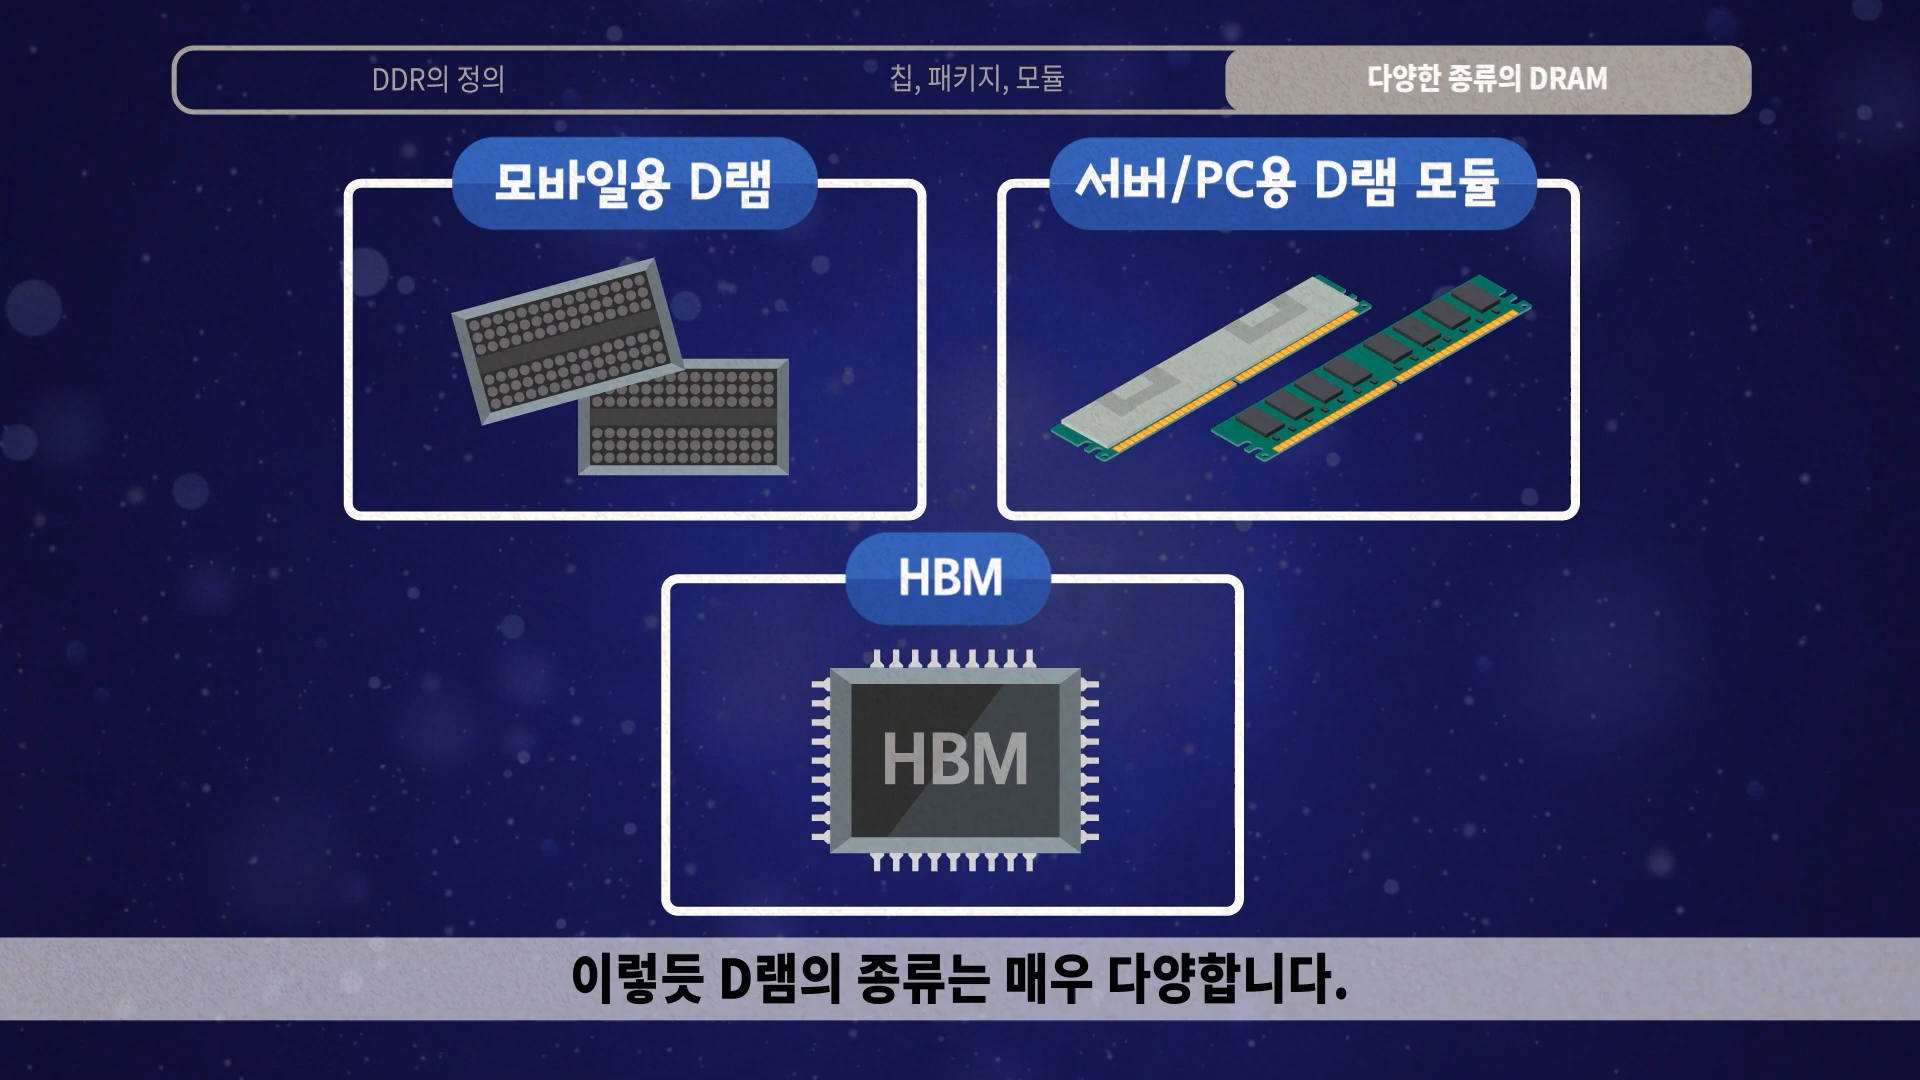 DDR의 정의
칩, 패키지, 모듈
다양한 종류의 DRAM
모바일용 D램
서버/PC용 D램 모듈
HBM
HBM
이렇듯 D램의 종류는 매우 다양합니다.